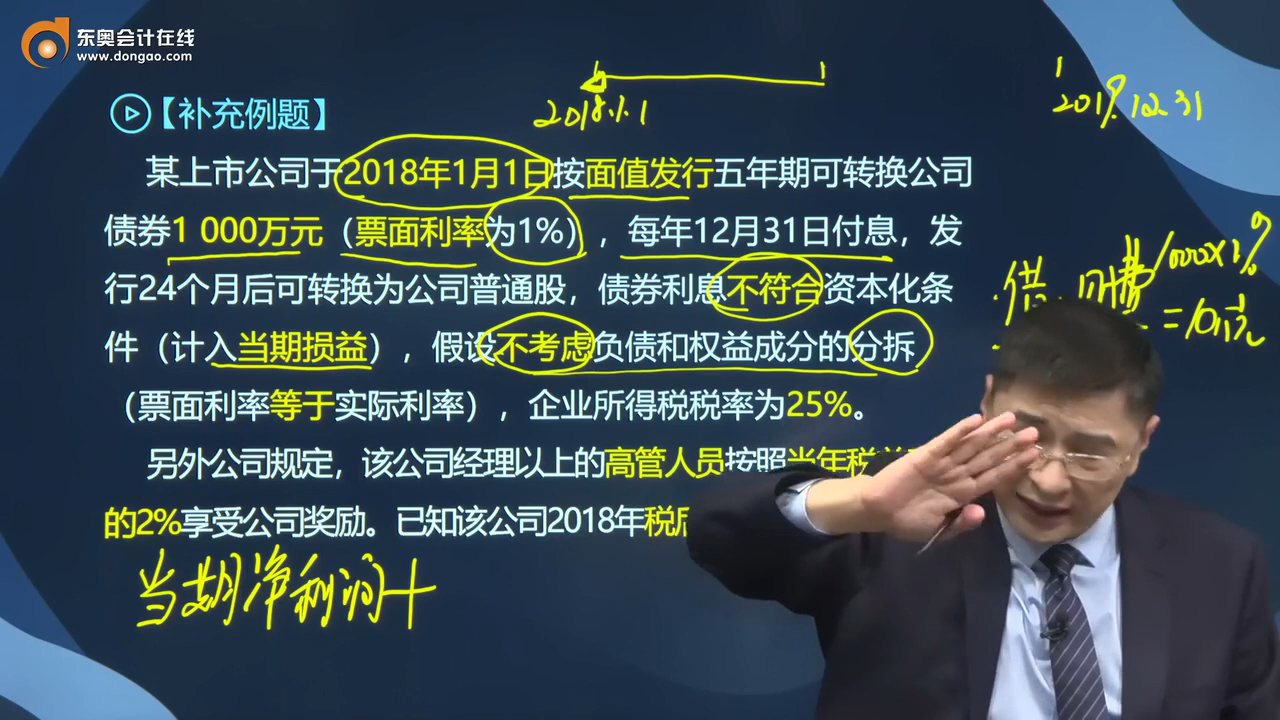 东奥会计在线
www.dongao.com
2018.1.1
2019.12.31
【补充例题】
某上市公司于2018年1月1日按面值发行五年期可转换公司
债券1 000万元（票面利率为1%），每年12月31日付息，发
行24个月后可转换为公司普通股，债券利息不符合资本化条
件（计入当期损益），假设不考虑负债和权益成分的分拆
（票面利率等于实际利率），企业所得税税率为25%。
另外公司规定，该公司经理以上的高管人员按照当年税
的2%享受公司奖励。已知该公司2018年税后
借：财费 1000×1%
=10万元
当期净利润+